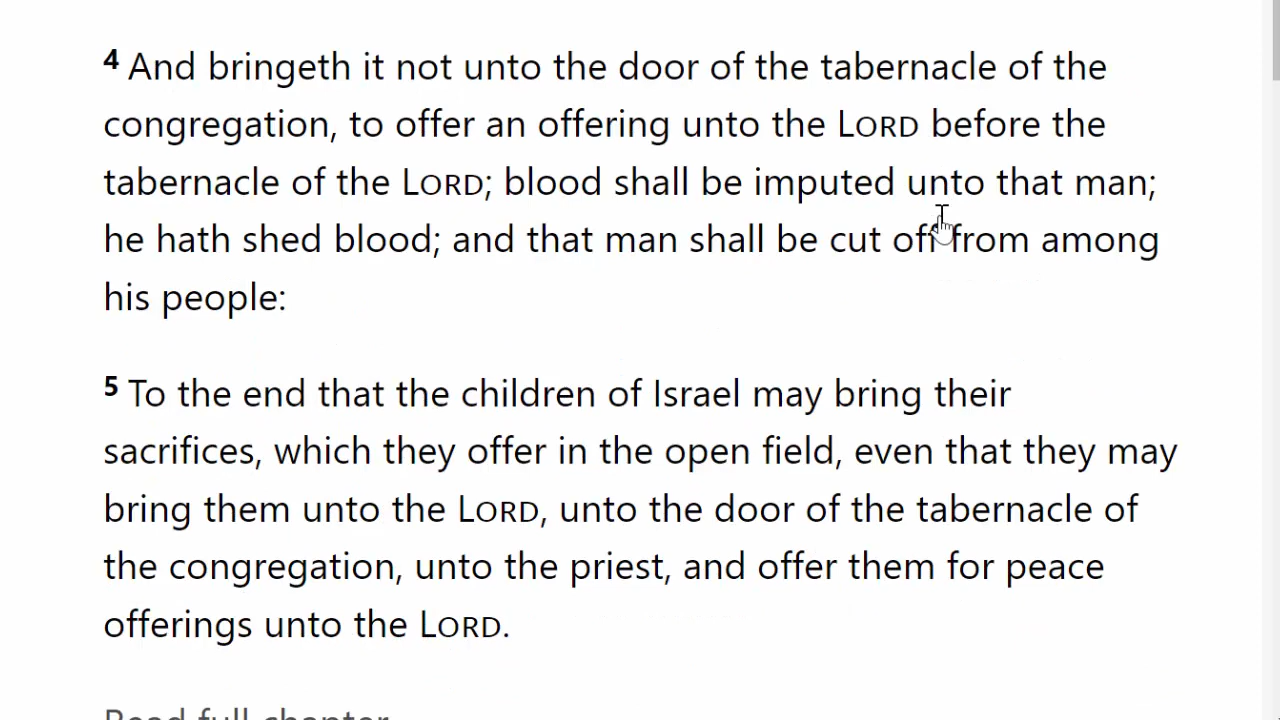 4 And bringeth it not unto the door of the tabernacle of the
congregation, to offer an offering unto the LORD before the
tabernacle of the LORD; blood shall be imputed unto that man;
he hath shed blood; and that man shall be cut off from among
his people:
5 To the end that the children of Israel may bring their
sacrifices, which they offer in the open field, even that they may
bring them unto the LORD, unto the door of the tabernacle of
the congregation, unto the priest, and offer them for peace
offerings unto the LORD.
Read full chapter